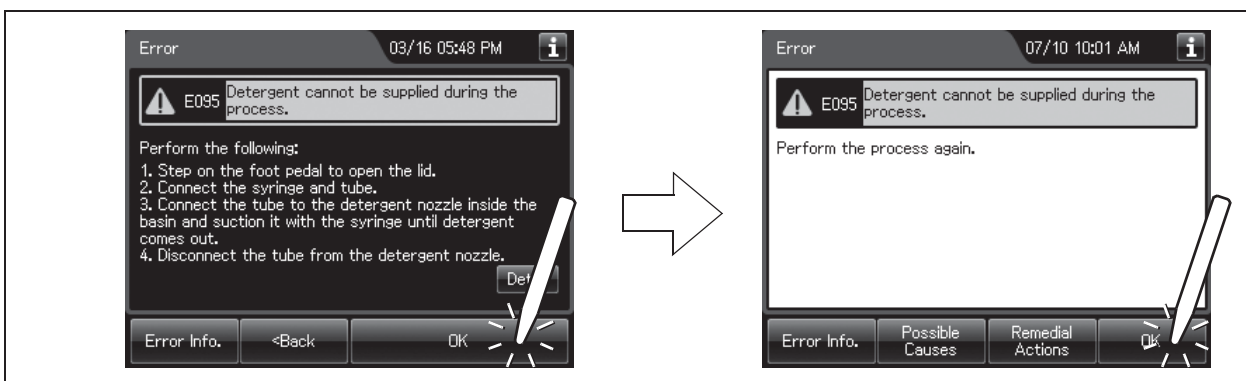 Error 03/16 05:48 PM i
E095 Detergent cannot be supplied during the
process.
Perform the following:
1. Step on the foot pedal to open the lid.
2. Connect the syringe and tube.
3. Connect the tube to the detergent nozzle inside the
basin and suction it with the syringe until detergent
comes out.
4. Disconnect the tube from the detergent nozzle.
Error Info. <Back OK
Error 07/10 10:01 AM i
E095 Detergent cannot be supplied during the
process.
Perform the process again.
Error Info. Possible
Causes Remedial
Actions OK